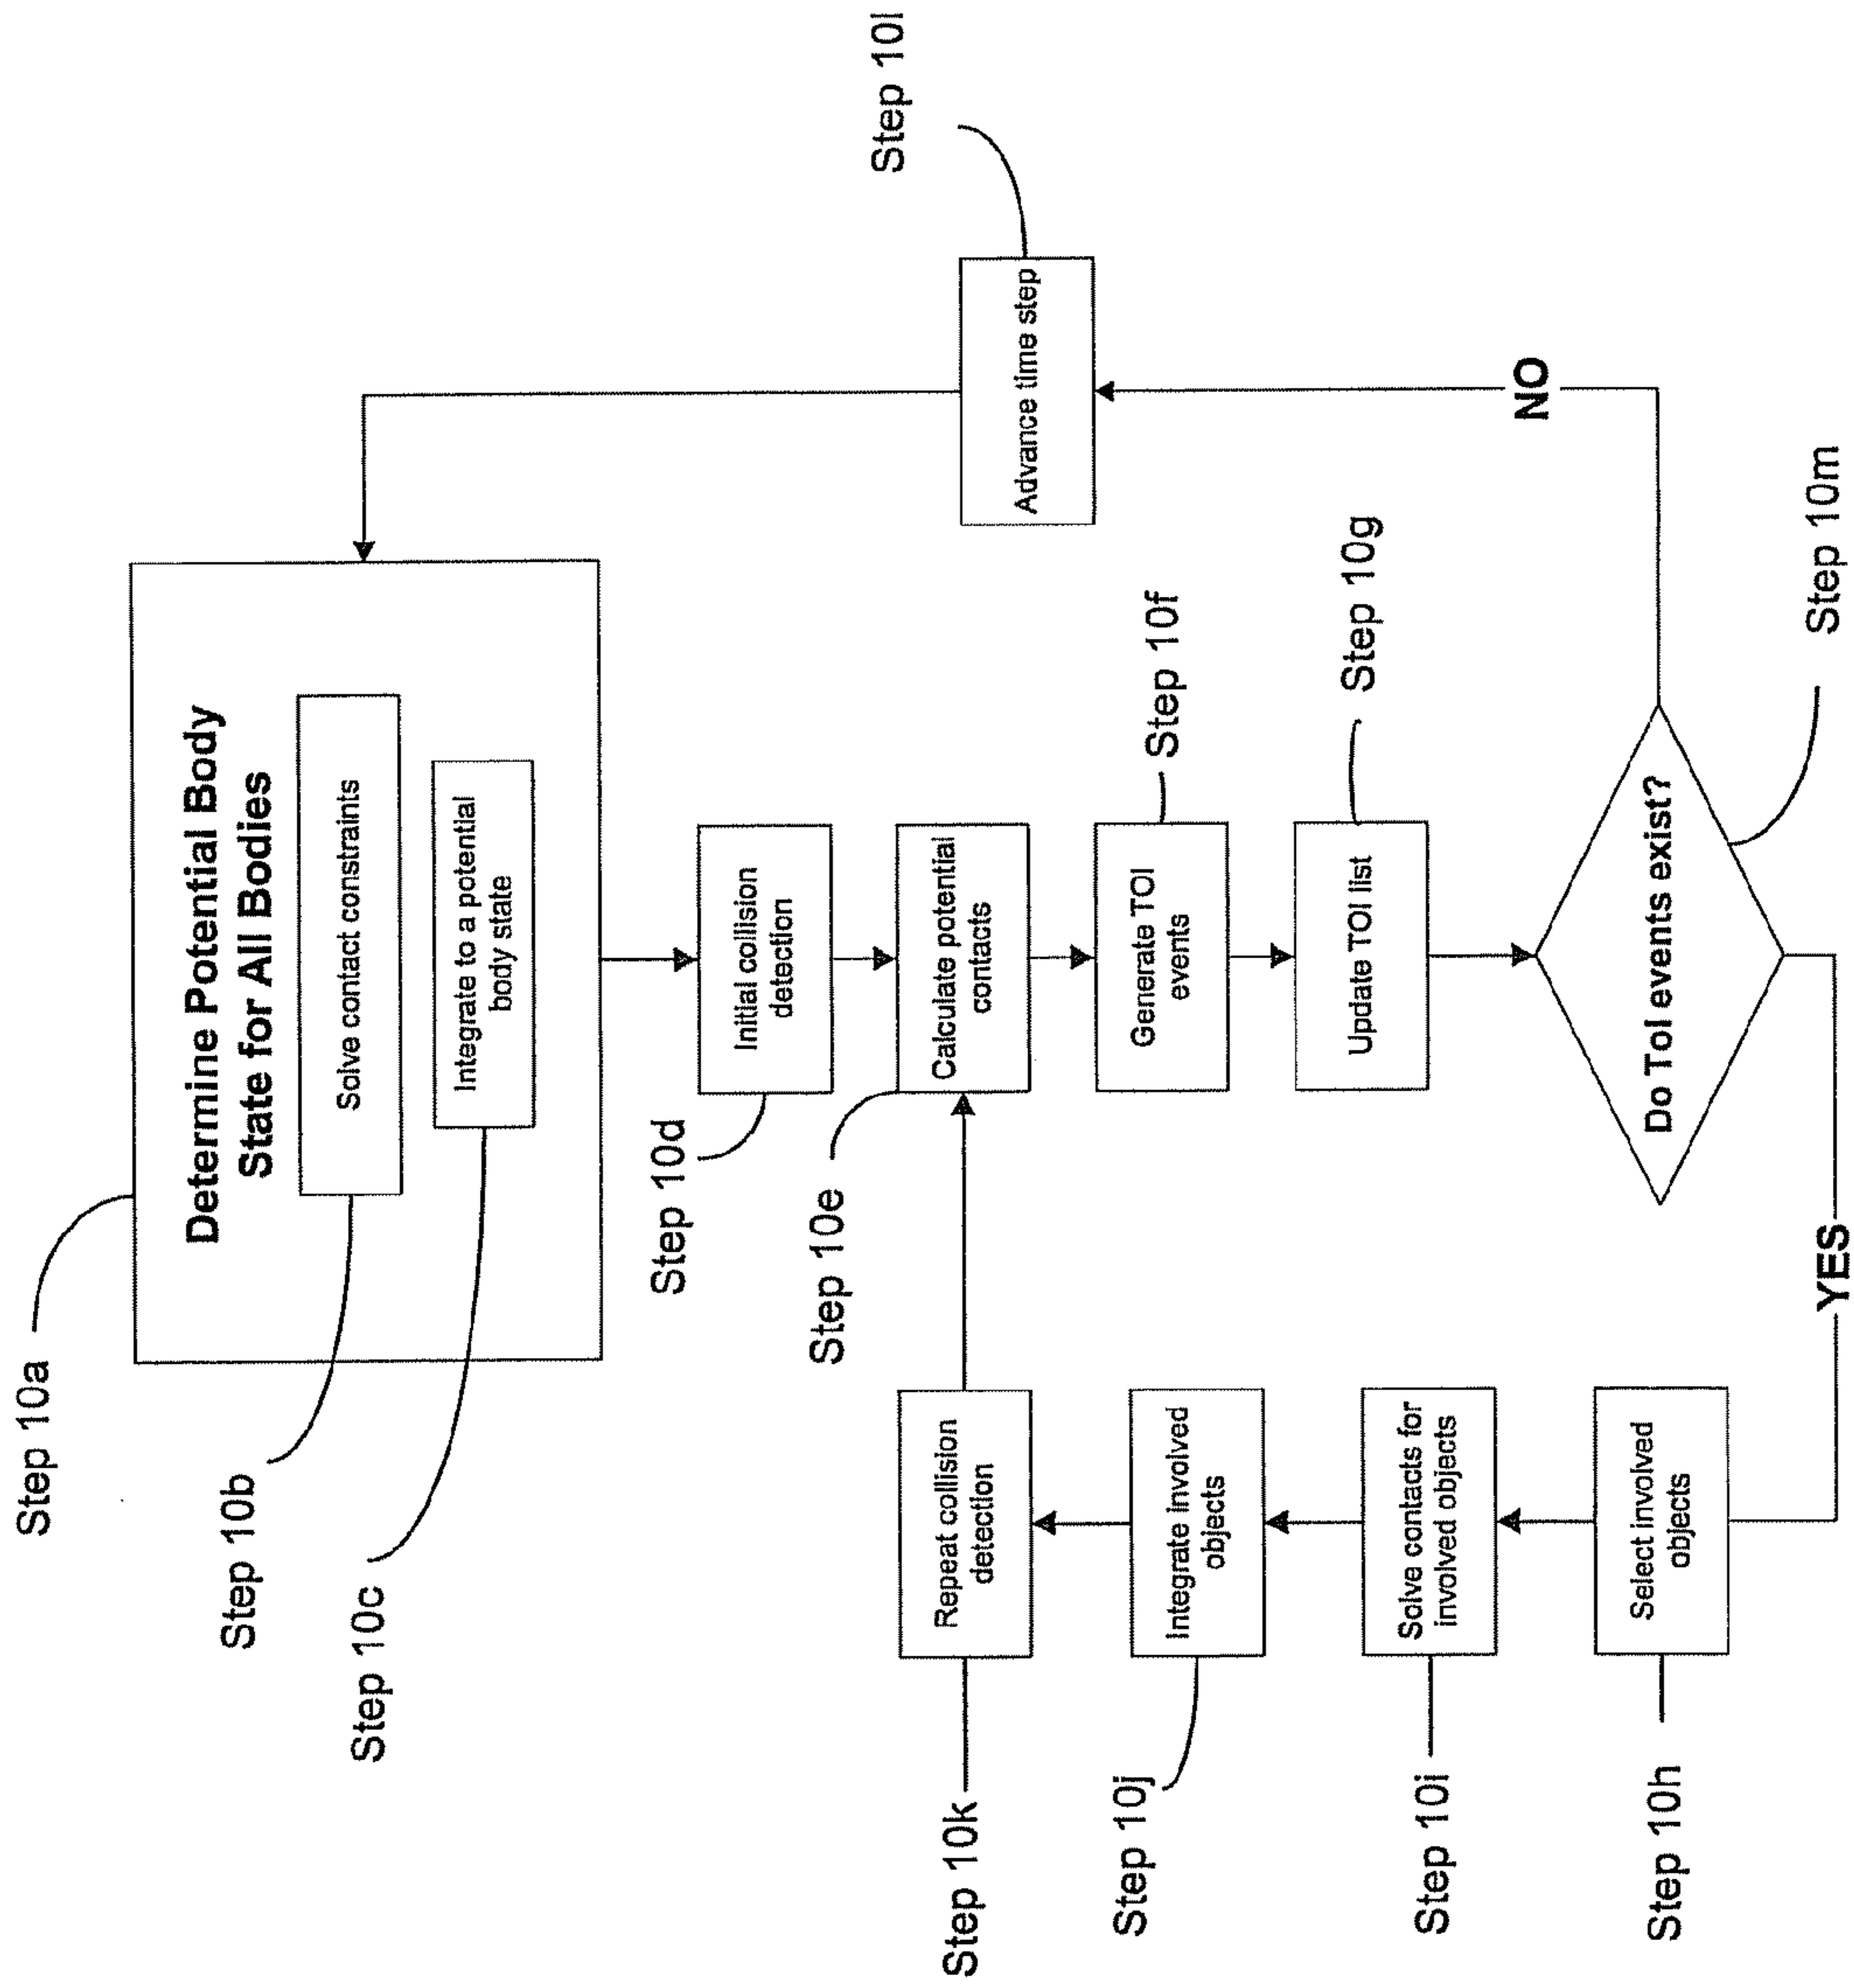 Step 10a
Determine Potential Body
State for All Bodies
Step 10b
Solve contact constraints
Step 10c
Integrate to a potential
body state
Step 10d
Initial collision
detection
Step 10e
Calculate potential
contacts
Generate TOI
events
Step 10f
Update TOI list
Step 10g
Do ToI events exist?
Step 10m
YES
NO
Step 10h
Select involved
objects
Step 10i
Solve contacts for
involved objects
Step 10j
Integrate involved
objects
Step 10k
Repeat collision
detection
Advance time step
Step 10l